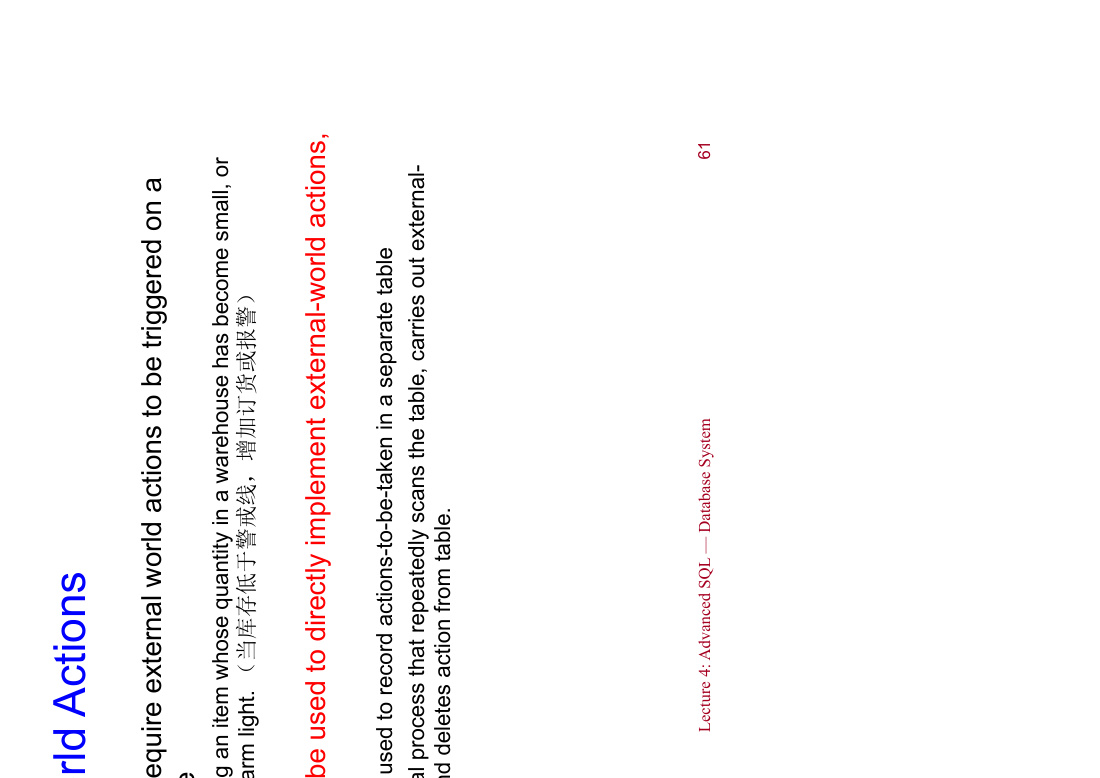 rld Actions
equire external world actions to be triggered on a
g an item whose quantity in a warehouse has become small, or
arm light.（当库存低于警戒线，增加订货或报警）
be used to directly implement external-world actions,
used to record actions-to-be-taken in a separate table
al process that repeatedly scans the table, carries out external-
nd deletes action from table.
Lecture 4: Advanced SQL — Database System
61